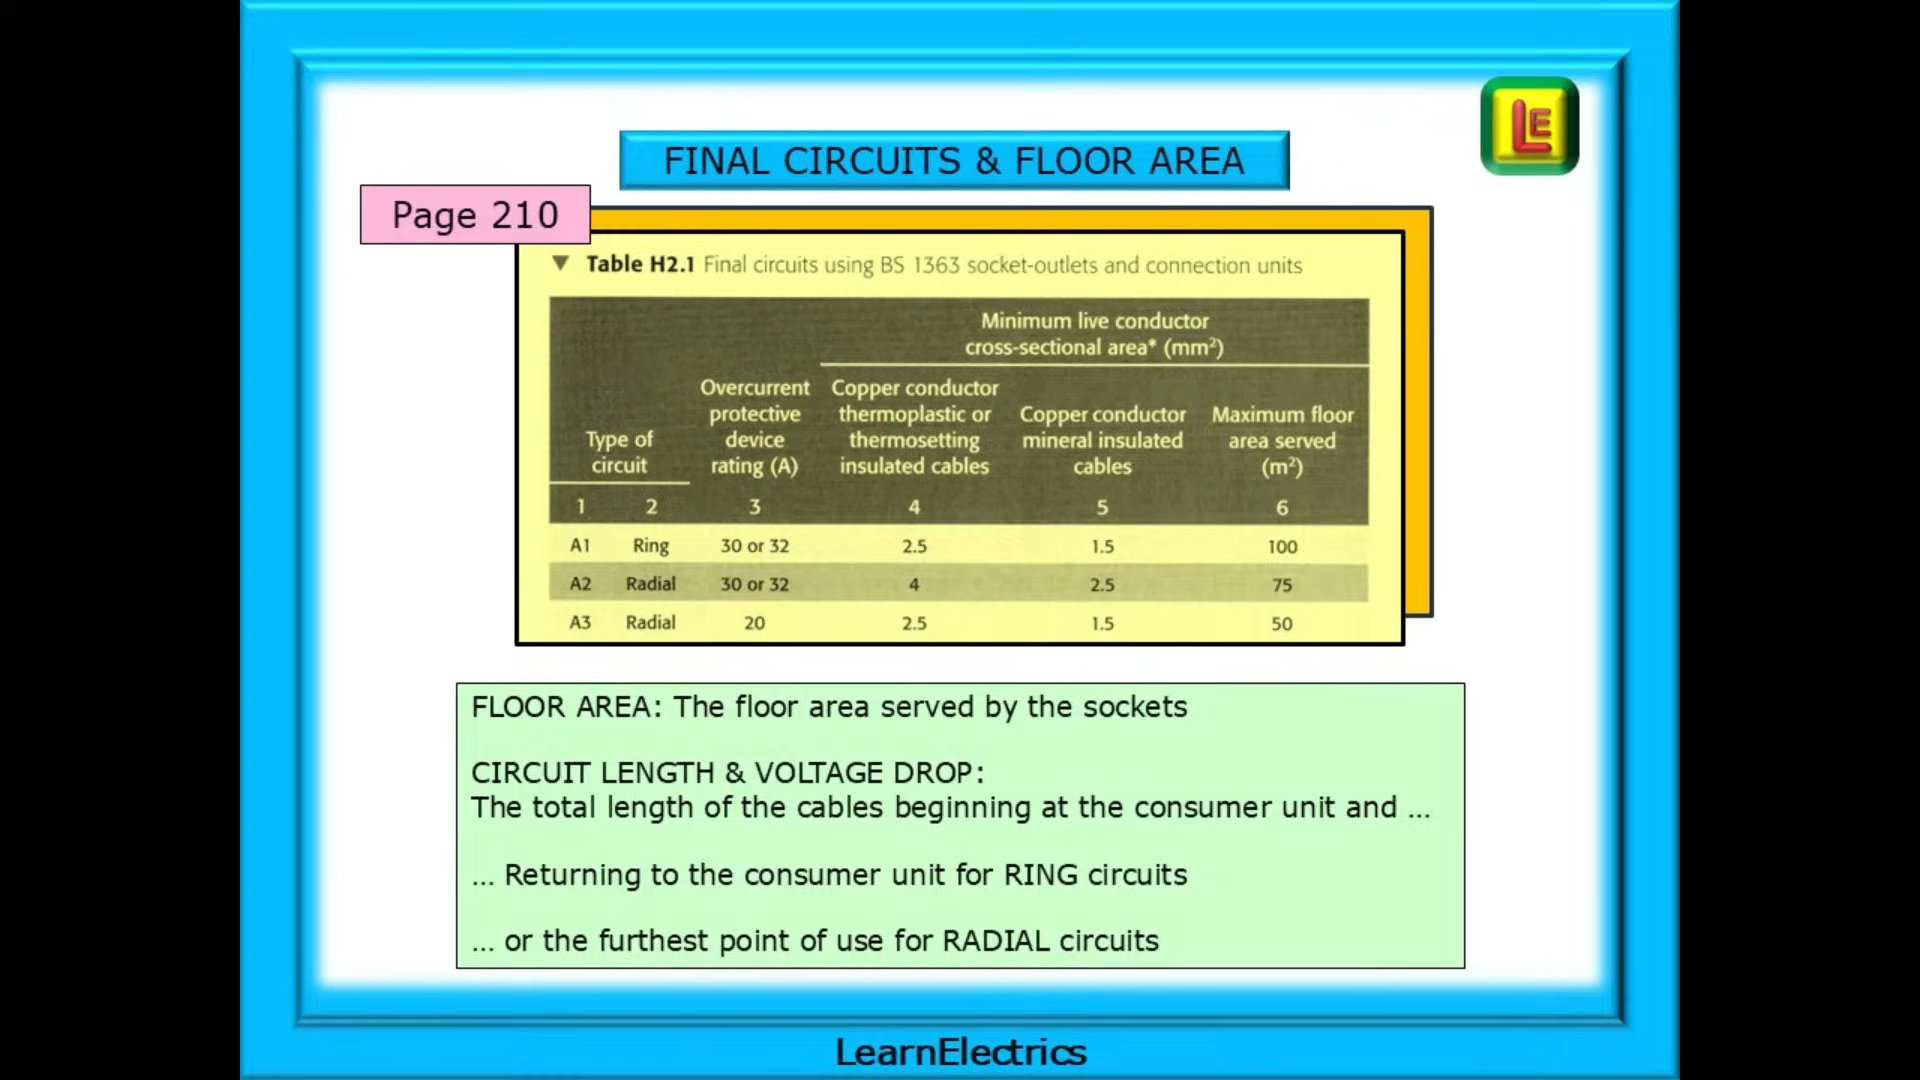 LE
FINAL CIRCUITS & FLOOR AREA
Page 210
▼ Table H2.1 Final circuits using BS 1363 socket-outlets and connection units
Minimum live conductor
cross-sectional area* (mm²)
Type of
circuit
Overcurrent
protective
device
rating (A)
Copper conductor
thermoplastic or
thermosetting
insulated cables
Copper conductor
mineral insulated
cables
Maximum floor
area served
(m²)
1 2 3 4 5 6
A1 Ring 30 or 32 2.5 1.5 100
A2 Radial 30 or 32 4 2.5 75
A3 Radial 20 2.5 1.5 50
FLOOR AREA: The floor area served by the sockets
CIRCUIT LENGTH & VOLTAGE DROP:
The total length of the cables beginning at the consumer unit and ...
... Returning to the consumer unit for RING circuits
... or the furthest point of use for RADIAL circuits
LearnElectrics